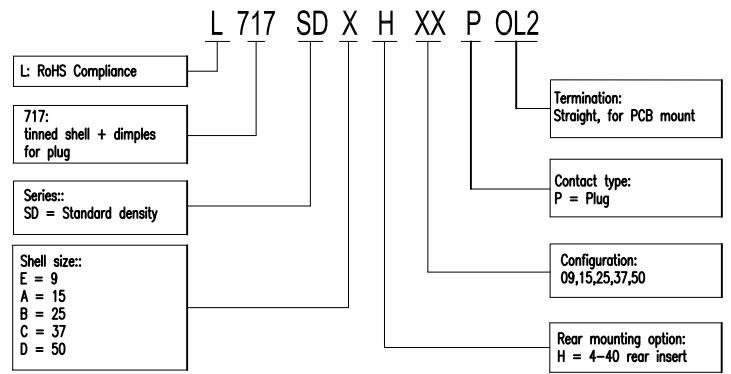 L 717 SD X H XX P OL2
L: RoHS Compliance
717:
tinned shell + dimples
for plug
Series::
SD = Standard density
Shell size::
E = 9
A = 15
B = 25
C = 37
D = 50
Termination:
Straight, for PCB mount
Contact type:
P = Plug
Configuration:
09,15,25,37,50
Rear mounting option:
H = 4-40 rear insert